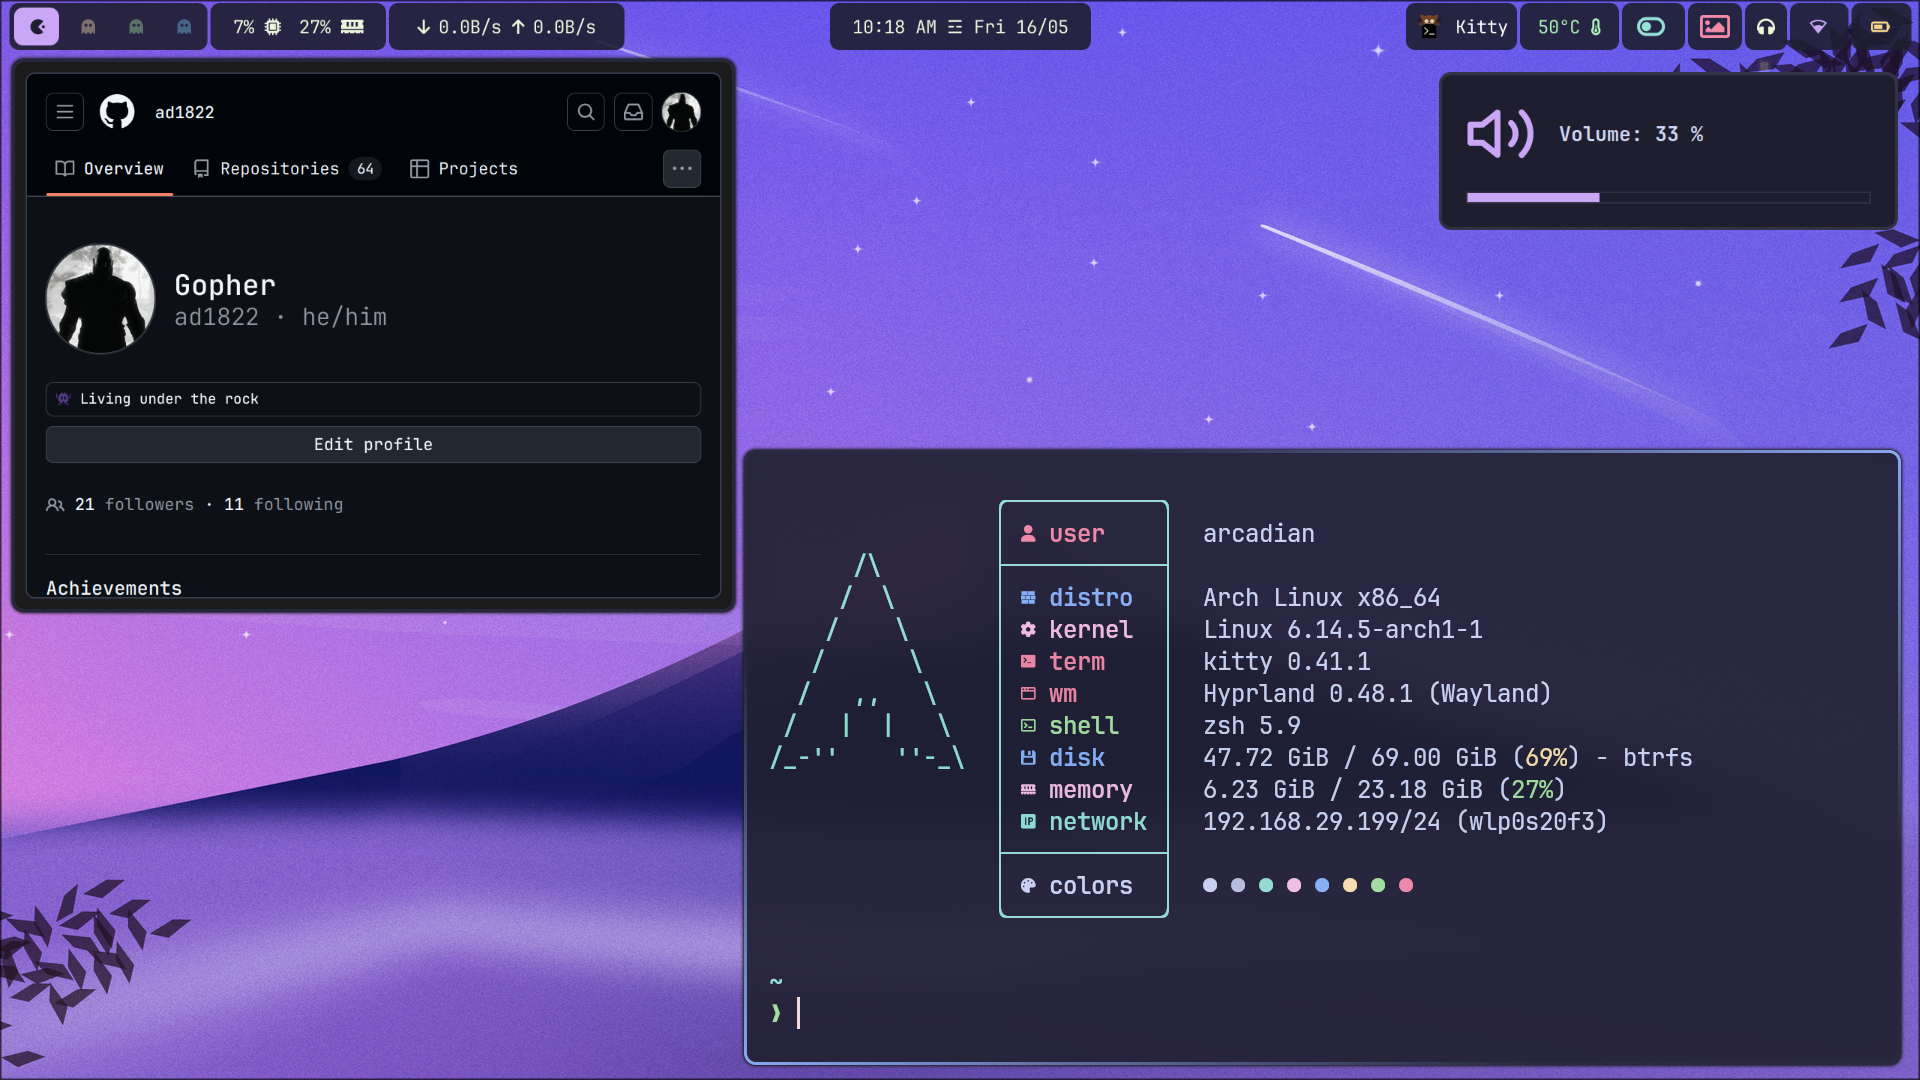 7% 27% 0.0B/s 0.0B/s 10:18 AM Fri 16/05 Kitty 50°C
ad1822
Overview Repositories 64 Projects
Gopher
ad1822 · he/him
Living under the rock
Edit profile
21 followers · 11 following
Achievements
Volume: 33 %
user arcadian
distro Arch Linux x86_64
kernel Linux 6.14.5-arch1-1
term kitty 0.41.1
wm Hyprland 0.48.1 (Wayland)
shell zsh 5.9
disk 47.72 GiB / 69.00 GiB (69%) - btrfs
memory 6.23 GiB / 23.18 GiB (27%)
network 192.168.29.199/24 (wlp0s20f3)
colors
~
❯